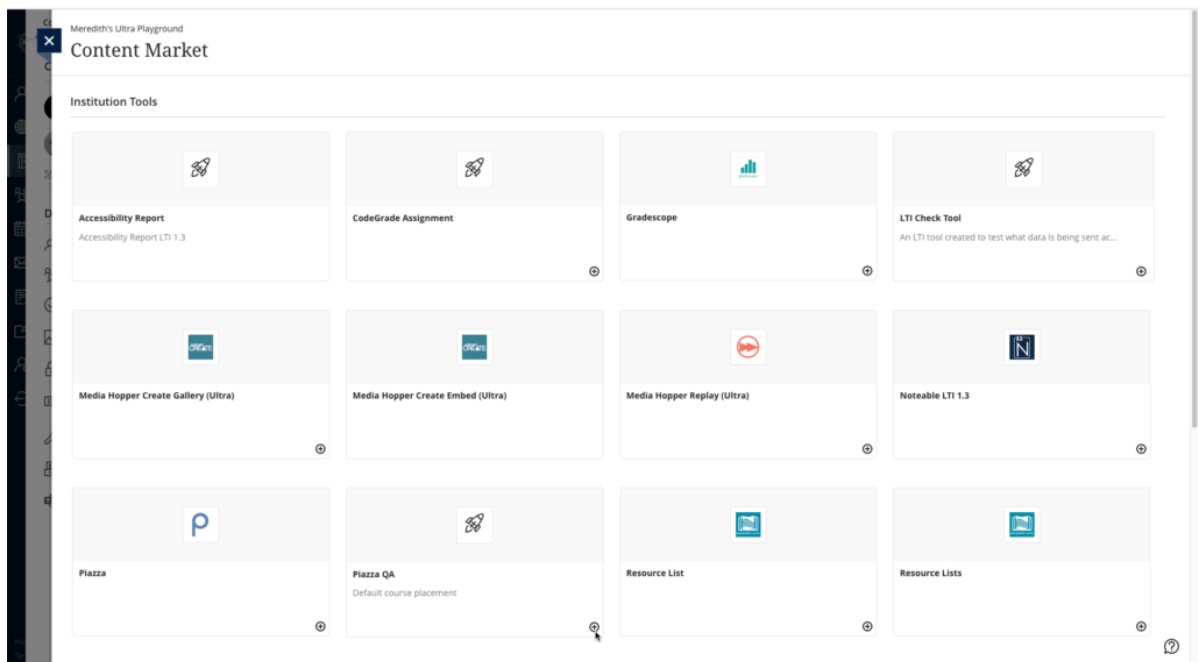 Meredith's Ultra Playground
Content Market
Institution Tools
Accessibility Report
Accessibility Report LTI 1.3
CodeGrade Assignment
Gradescope
LTI Check Tool
An LTI tool created to test what data is being sent ac...
Media Hopper Create Gallery (Ultra)
Media Hopper Create Embed (Ultra)
Media Hopper Replay (Ultra)
Noteable LTI 1.3
Piazza
Piazza QA
Default course placement
Resource List
Resource Lists